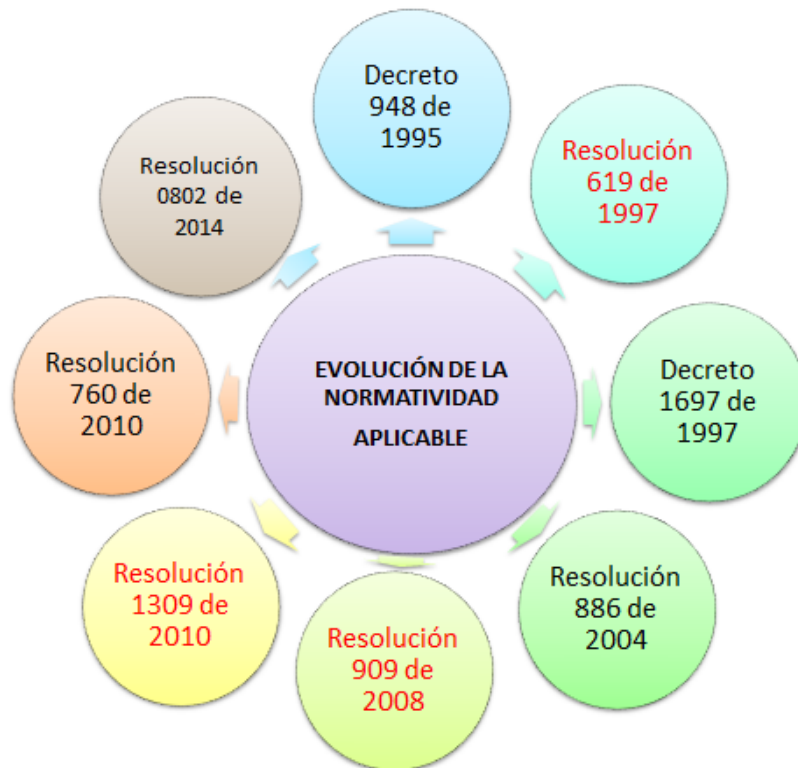 Decreto
948 de
1995
Resolución
619 de
1997
Decreto
1697 de
1997
Resolución
886 de
2004
Resolución
909 de
2008
Resolución
1309 de
2010
Resolución
760 de
2010
Resolución
0802 de
2014
EVOLUCIÓN DE LA
NORMATIVIDAD
APLICABLE